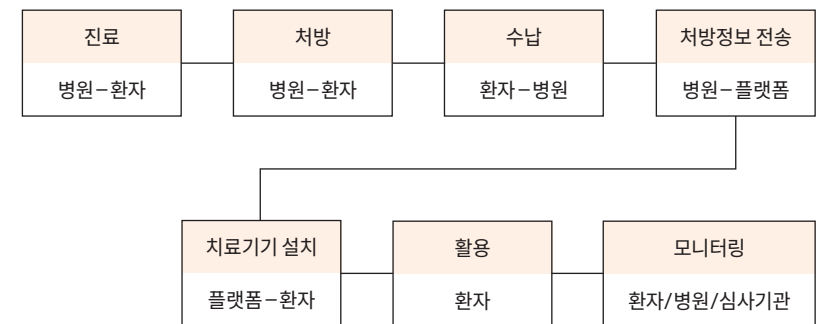 진료
병원–환자
처방
병원–환자
수납
환자–병원
처방정보 전송
병원–플랫폼
치료기기 설치
플랫폼–환자
활용
환자
모니터링
환자/병원/심사기관